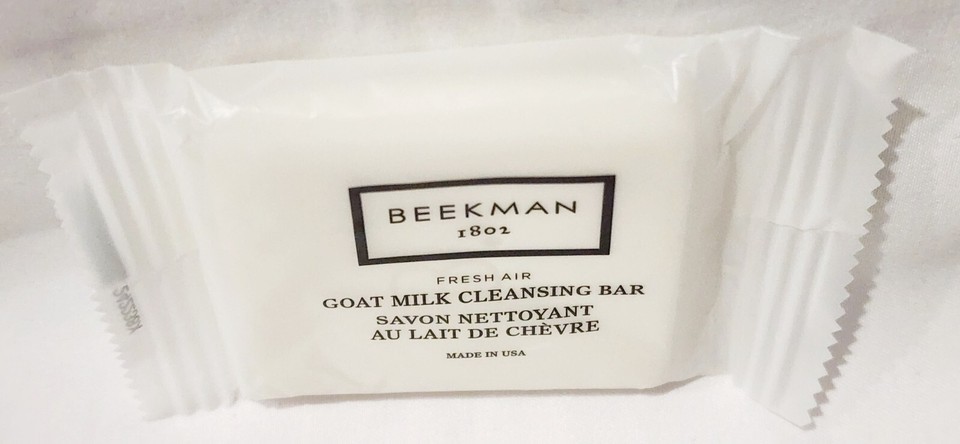 BEEKMAN
1802
FRESH AIR
GOAT MILK CLEANSING BAR
SAVON NETTOYANT
AU LAIT DE CHÈVRE
MADE IN USA